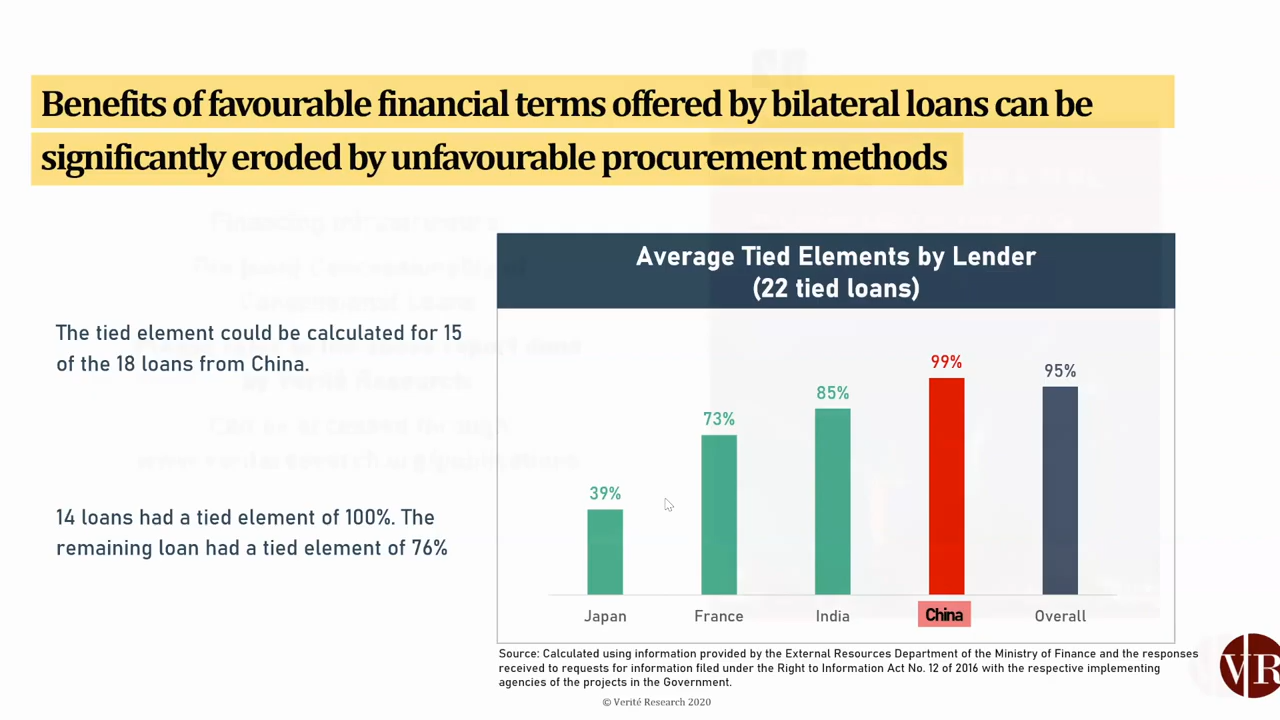 Benefits of favourable financial terms offered by bilateral loans can be
significantly eroded by unfavourable procurement methods
The tied element could be calculated for 15
of the 18 loans from China.
14 loans had a tied element of 100%. The
remaining loan had a tied element of 76%
Average Tied Elements by Lender
(22 tied loans)
39%
73%
85%
99%
95%
Japan
France
India
China
Overall
Source: Calculated using information provided by the External Resources Department of the Ministry of Finance and the responses
received to requests for information filed under the Right to Information Act No. 12 of 2016 with the respective implementing
agencies of the projects in the Government.
© Verité Research 2020
VR